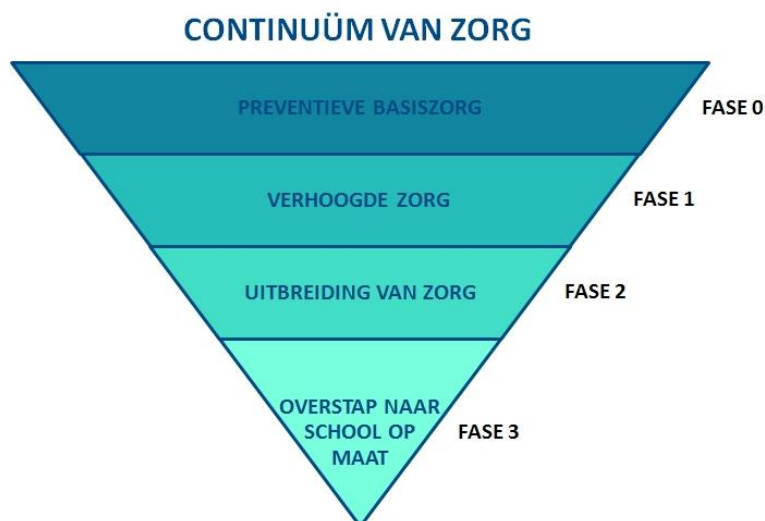 CONTINUÜM VAN ZORG
PREVENTIEVE BASISZORG
FASE 0
VERHOOGDE ZORG
FASE 1
UITBREIDING VAN ZORG
FASE 2
OVERSTAP NAAR
SCHOOL OP
MAAT
FASE 3